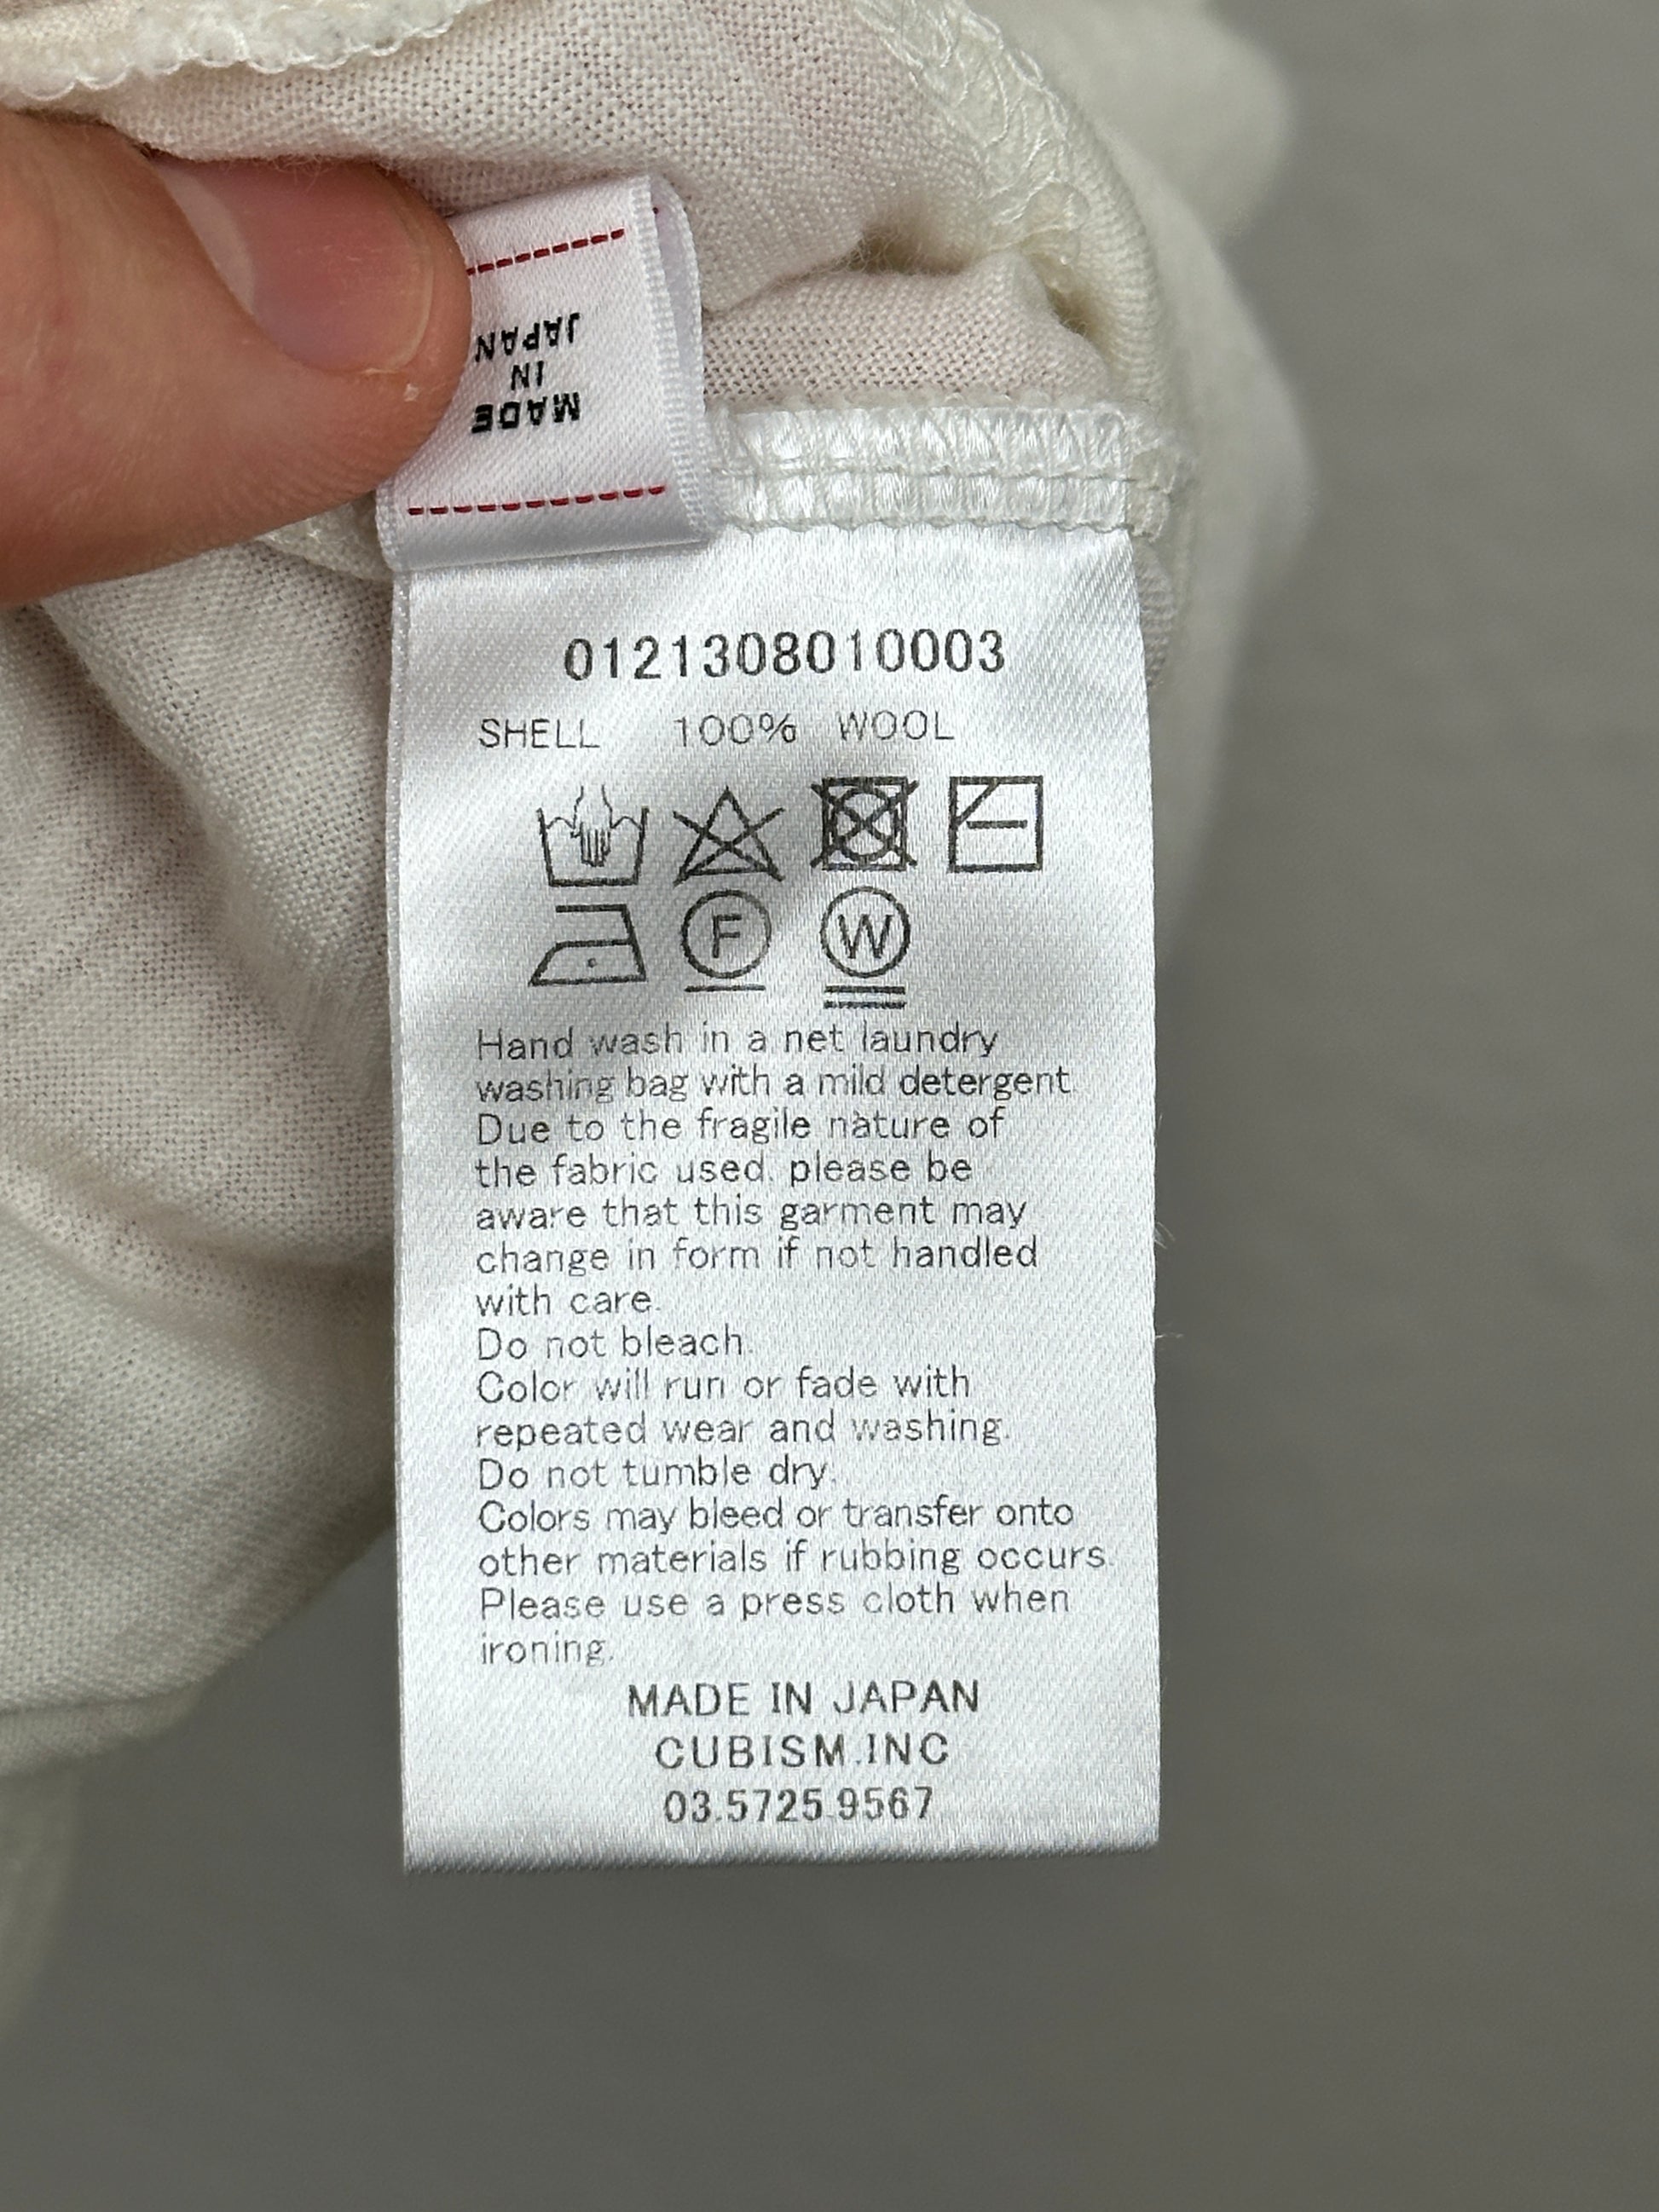 MADE
IN
JAPAN
0121308010003
SHELL 100% WOOL
F W
Hand wash in a net laundry
washing bag with a mild detergent
Due to the fragile nature of
the fabric used. please be
aware that this garment may
change in form if not handled
with care.
Do not bleach.
Color will run or fade with
repeated wear and washing.
Do not tumble dry.
Colors may bleed or transfer onto
other materials if rubbing occurs.
Please use a press cloth when
ironing.
MADE IN JAPAN
CUBISM.INC
03.5725.9567